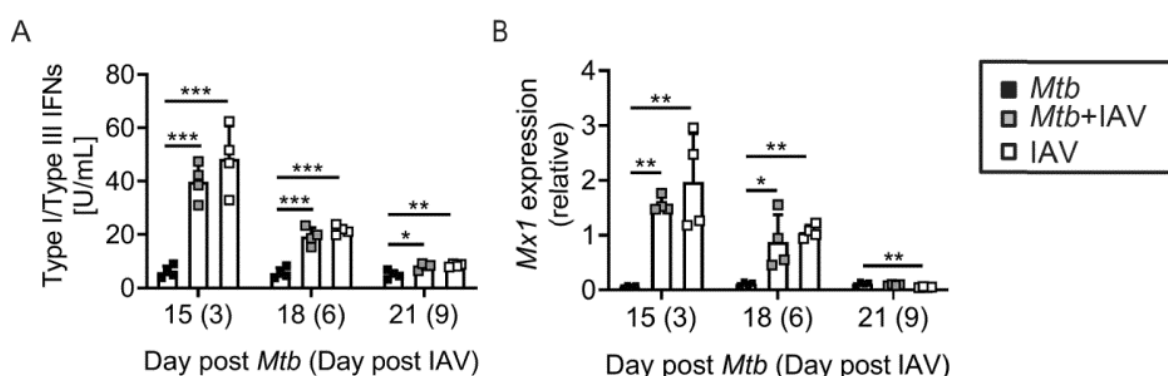 A
Type I/Type III IFNs
[U/mL]
80
60
40
20
0
***
***
***
***
**
*
15 (3)
18 (6)
21 (9)
Day post Mtb (Day post IAV)
B
Mx1 expression
(relative)
4
3
2
1
0
**
**
**
*
**
15 (3)
18 (6)
21 (9)
Day post Mtb (Day post IAV)
Mtb
Mtb+IAV
IAV